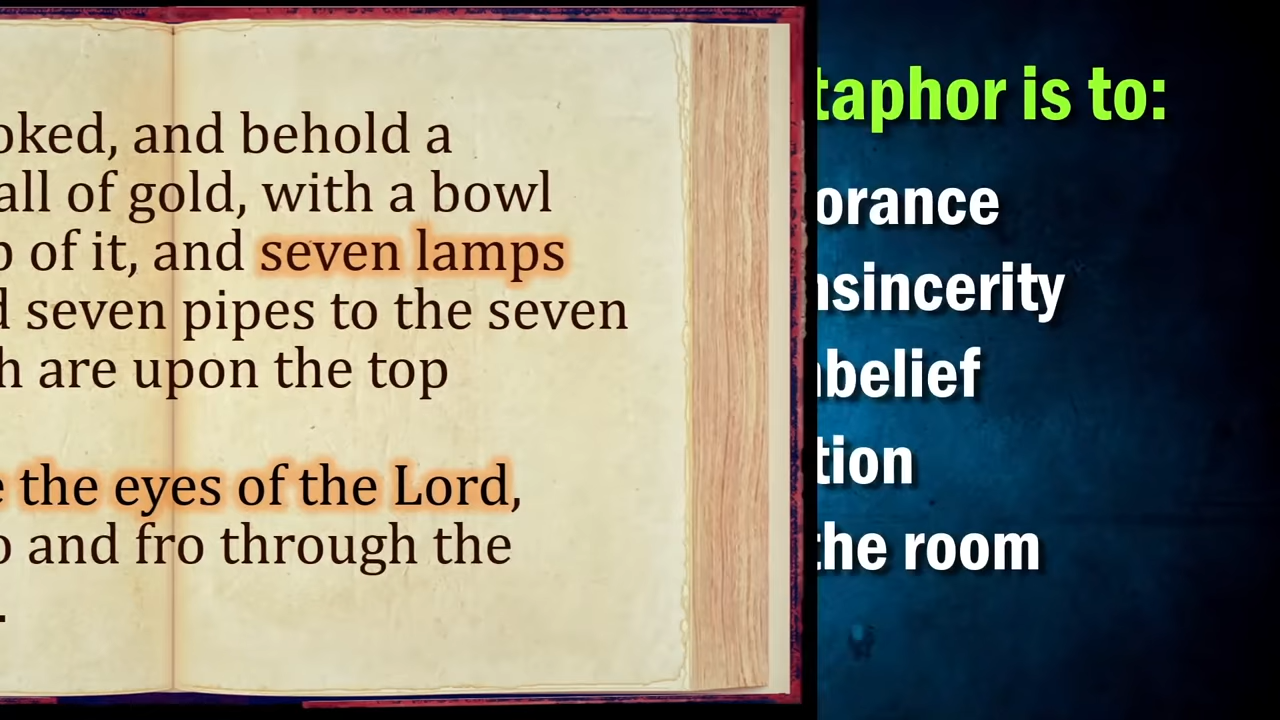 oked, and behold a
all of gold, with a bowl
of it, and seven lamps
seven pipes to the seven
h are upon the top
the eyes of the Lord,
and fro through the
taphor is to:
orance
nsincerity
belief
tion
the room